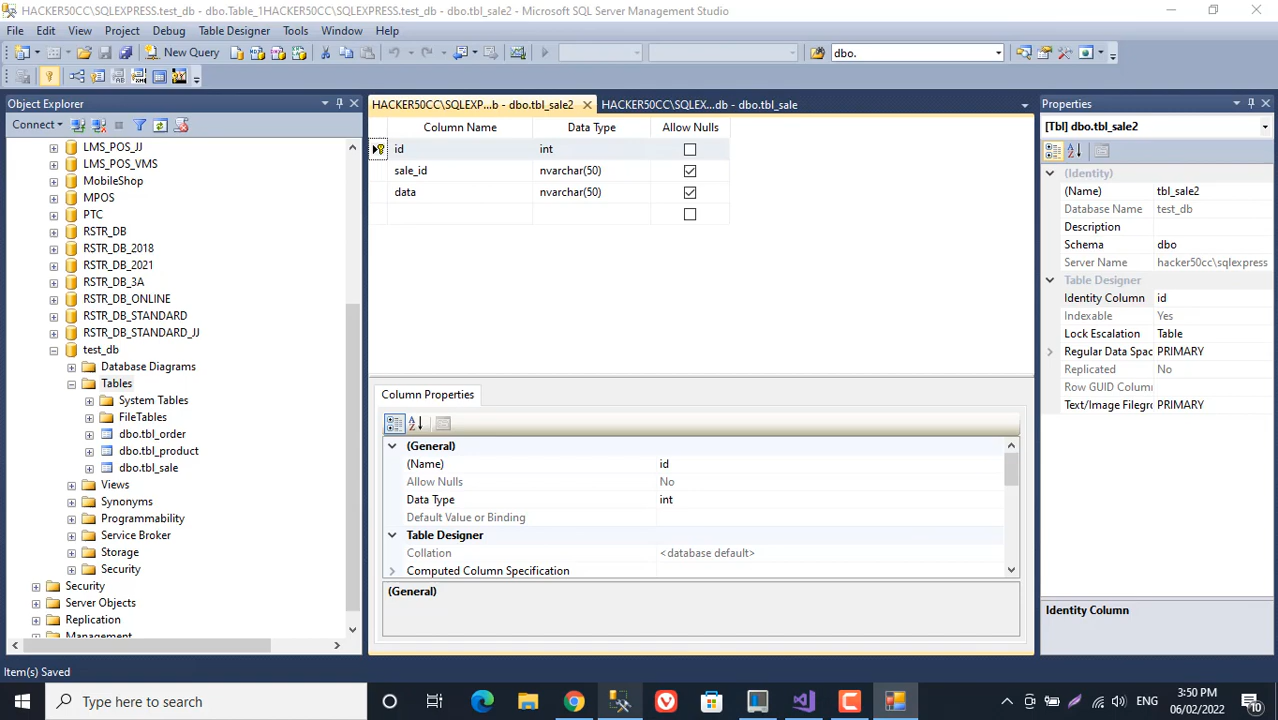 HACKER50CC\SQLEXPRESS.test_db - dbo.Table_1HACKER50CC\SQLEXPRESS.test_db - dbo.tbl_sale2 - Microsoft SQL Server Management Studio
File Edit View Project Debug Table Designer Tools Window Help
New Query dbo.
Object Explorer
Connect
LMS_POS_JJ
LMS_POS_VMS
MobileShop
MPOS
PTC
RSTR_DB
RSTR_DB_2018
RSTR_DB_2021
RSTR_DB_3A
RSTR_DB_ONLINE
RSTR_DB_STANDARD
RSTR_DB_STANDARD_JJ
test_db
Database Diagrams
Tables
System Tables
FileTables
dbo.tbl_order
dbo.tbl_product
dbo.tbl_sale
Views
Synonyms
Programmability
Service Broker
Storage
Security
Security
Server Objects
Replication
Management
HACKER50CC\SQLEXP...b - dbo.tbl_sale2 HACKER50CC\SQLEX...db - dbo.tbl_sale
Column Name Data Type Allow Nulls
id int
sale_id nvarchar(50)
data nvarchar(50)
Column Properties
(General)
(Name) id
Allow Nulls No
Data Type int
Default Value or Binding
Table Designer
Collation <database default>
Computed Column Specification
(General)
Properties
[Tbl] dbo.tbl_sale2
(Identity)
(Name) tbl_sale2
Database Name test_db
Description
Schema dbo
Server Name hacker50cc\sqlexpress
Table Designer
Identity Column id
Indexable Yes
Lock Escalation Table
Regular Data Spac PRIMARY
Replicated No
Row GUID Column
Text/Image Filegro PRIMARY
Identity Column
Item(s) Saved
Type here to search
ENG
3:50 PM
06/02/2022
10